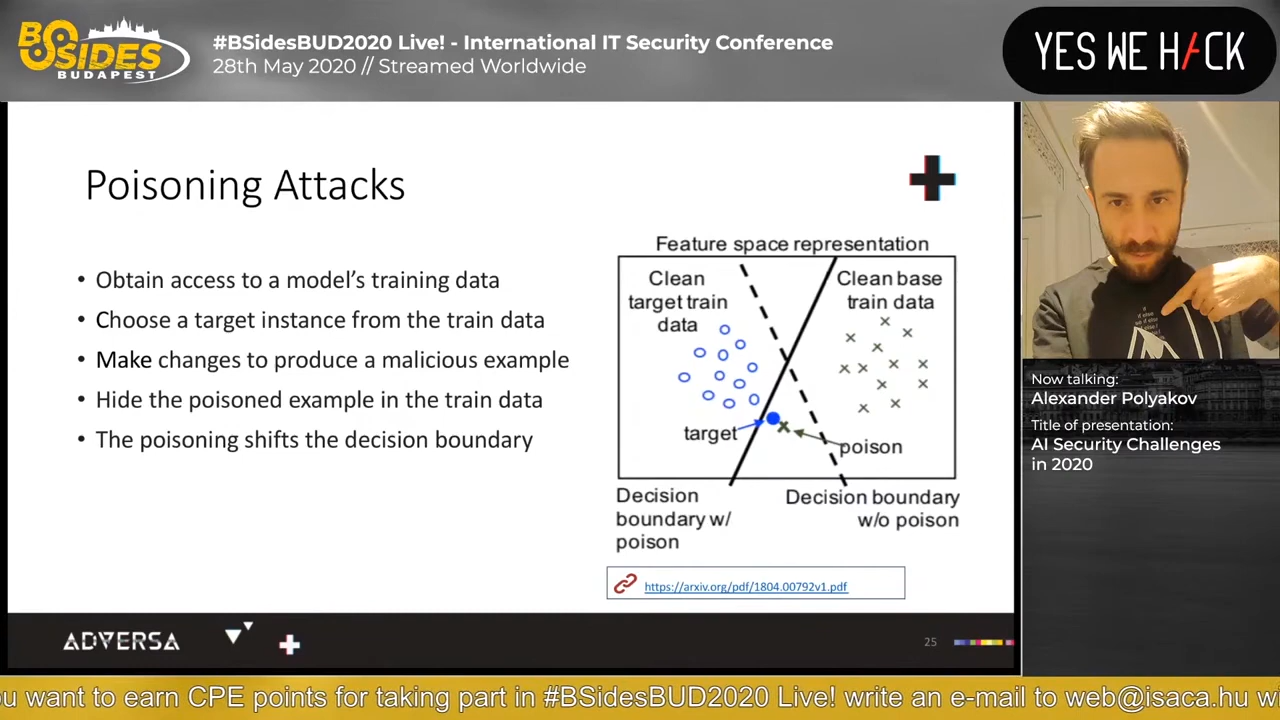 BSIDES
BUDAPEST
#BSidesBUD2020 Live! - International IT Security Conference
28th May 2020 // Streamed Worldwide
YES WE HACK
Poisoning Attacks
• Obtain access to a model's training data
• Choose a target instance from the train data
• Make changes to produce a malicious example
• Hide the poisoned example in the train data
• The poisoning shifts the decision boundary
Feature space representation
Clean
target train
data
Clean base
train data
target
poison
Decision
boundary w/
poison
Decision boundary
w/o poison
https://arxiv.org/pdf/1804.00792v1.pdf
ADVERSA
25
Now talking:
Alexander Polyakov
Title of presentation:
AI Security Challenges
in 2020
ou want to earn CPE points for taking part in #BSidesBUD2020 Live! write an e-mail to web@isaca.hu wi